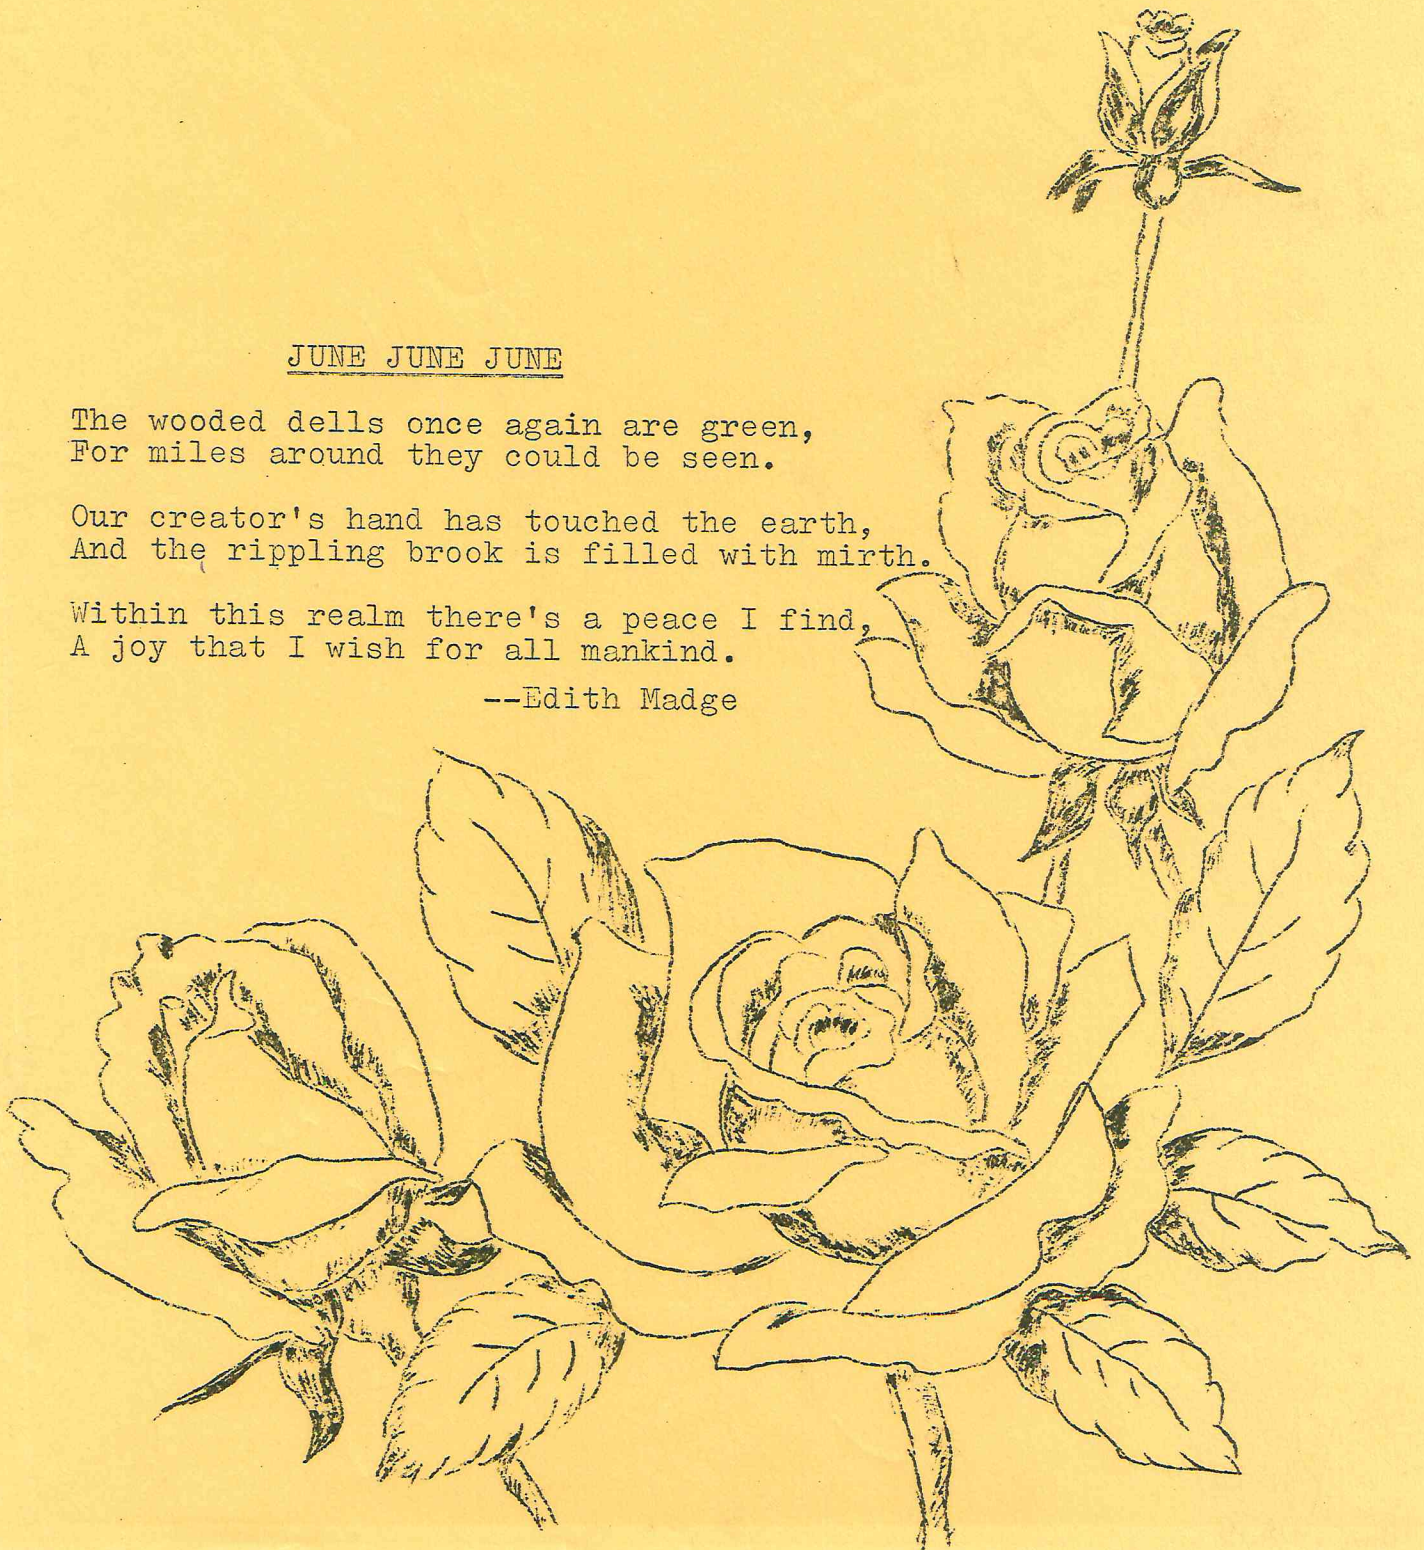 JUNE JUNE JUNE
The wooded dells once again are green,
For miles around they could be seen.
Our creator's hand has touched the earth,
And the rippling brook is filled with mirth.
Within this realm there's a peace I find,
A joy that I wish for all mankind.
--Edith Madge